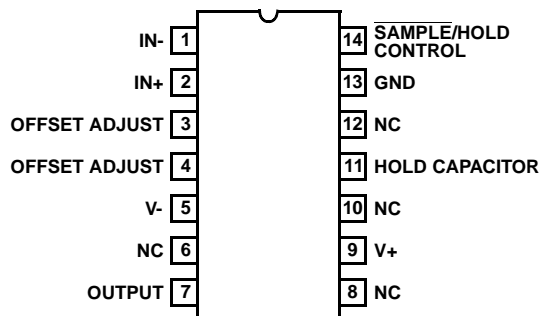 IN- 1
IN+ 2
OFFSET ADJUST 3
OFFSET ADJUST 4
V- 5
NC 6
OUTPUT 7
14 SAMPLE/HOLD
CONTROL
13 GND
12 NC
11 HOLD CAPACITOR
10 NC
9 V+
8 NC